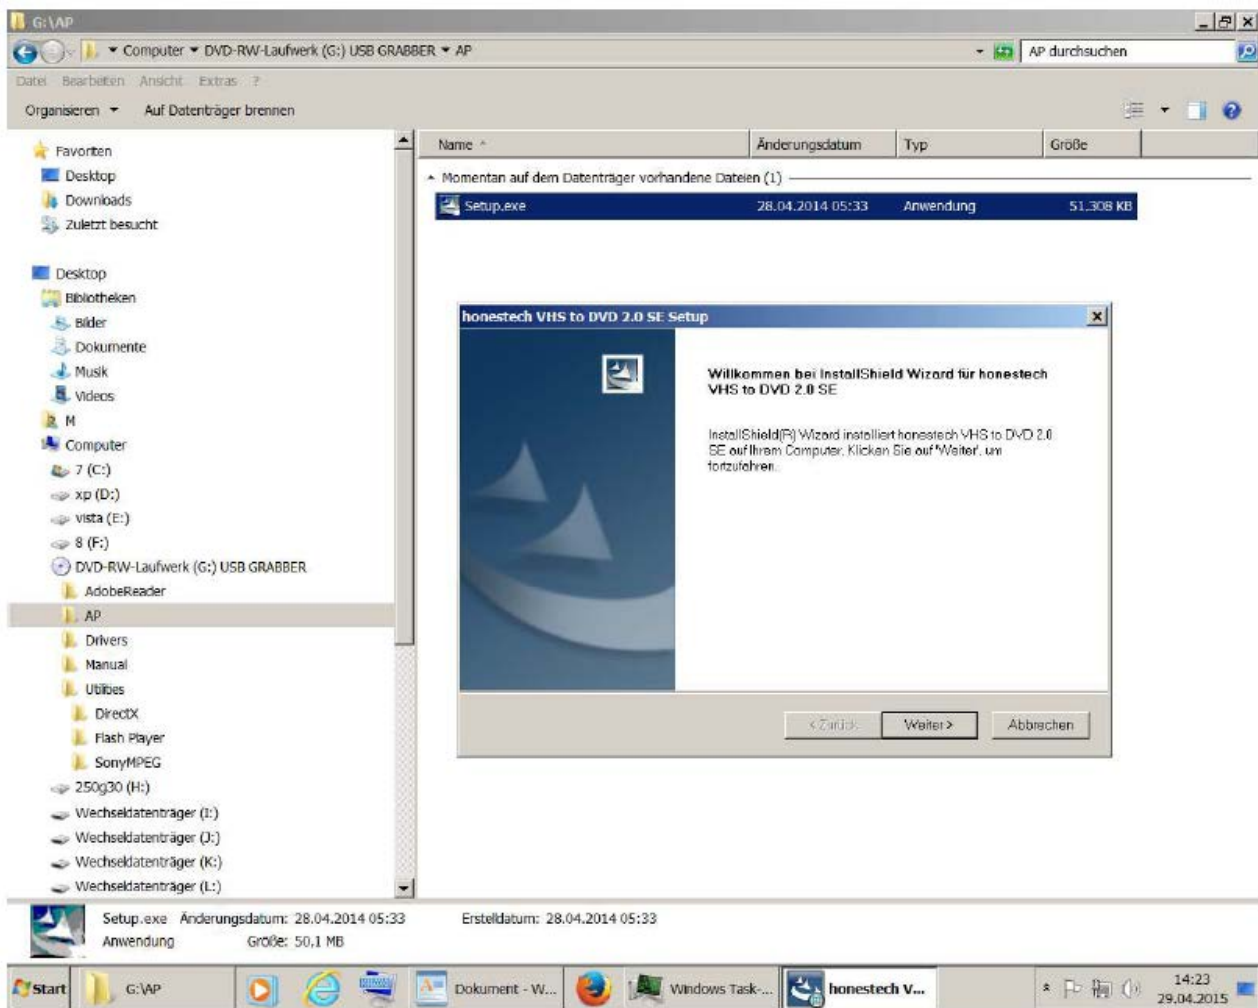 G:\AP
Computer DVD-RW-Laufwerk (G:) USB GRABBER AP
AP durchsuchen
Datei Bearbeiten Ansicht Extras ?
Organisieren Auf Datenträger brennen
Favoriten
Desktop
Downloads
Zuletzt besucht
Desktop
Bibliotheken
Bilder
Dokumente
Musik
Videos
M
Computer
7 (C:)
xp (D:)
vista (E:)
8 (F:)
DVD-RW-Laufwerk (G:) USB GRABBER
AdobeReader
AP
Drivers
Manual
Utilities
DirectX
Flash Player
SonyMPEG
250g30 (H:)
Wechseldatenträger (I:)
Wechseldatenträger (J:)
Wechseldatenträger (K:)
Wechseldatenträger (L:)
Name Änderungsdatum Typ Größe
Momentan auf dem Datenträger vorhandene Dateien (1)
Setup.exe 28.04.2014 05:33 Anwendung 51.308 KB
honestech VHS to DVD 2.0 SE Setup
Willkommen bei InstallShield Wizard für honestech
VHS to DVD 2.0 SE
InstallShield(R) Wizard installiert honestech VHS to DVD 2.0
SE auf Ihrem Computer. Klicken Sie auf 'Weiter', um
fortzufahren.
< Zurück Weiter > Abbrechen
Setup.exe Änderungsdatum: 28.04.2014 05:33 Erstelldatum: 28.04.2014 05:33
Anwendung Größe: 50,1 MB
Start G:\AP Dokument - W... Windows Task-... honestech V... 14:23
29.04.2015